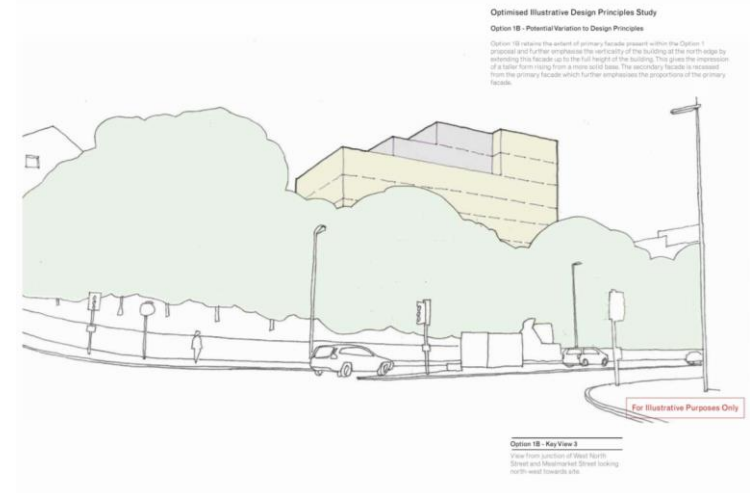 Optimised Illustrative Design Principles Study
Option 1B - Potential Variation to Design Principles
Option 1B retains the extent of primary facade present within the Option 1
proposal and further emphasise the verticality of the building at the north edge by
extending this facade up to the full height of the building. This gives the impression
of a taller form rising from a more solid base. The secondary facade is recessed
from the primary facade which further emphasises the proportions of the primary
facade.
For Illustrative Purposes Only
Option 1B - Key View 3
View from junction of West North
Street and Mealmarket Street looking
north-west towards site.